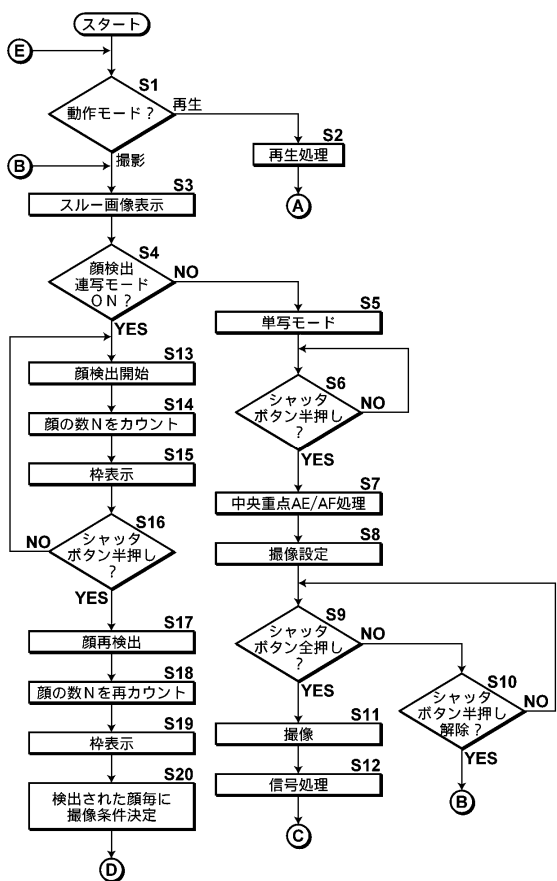 スタート
E
S1
動作モード？
再生
S2
再生処理
A
B
撮影
S3
スルー画像表示
S4
顔検出
連写モード
ON？
NO
YES
S5
単写モード
S6
シャッタ
ボタン半押し
？
NO
YES
S7
中央重点AE/AF処理
S8
撮像設定
S9
シャッタ
ボタン全押し
？
NO
YES
S10
シャッタ
ボタン半押し
解除？
NO
YES
B
S11
撮像
S12
信号処理
C
S13
顔検出開始
S14
顔の数Nをカウント
S15
枠表示
S16
シャッタ
ボタン半押し
？
NO
YES
S17
顔再検出
S18
顔の数Nを再カウント
S19
枠表示
S20
検出された顔毎に
撮像条件決定
D